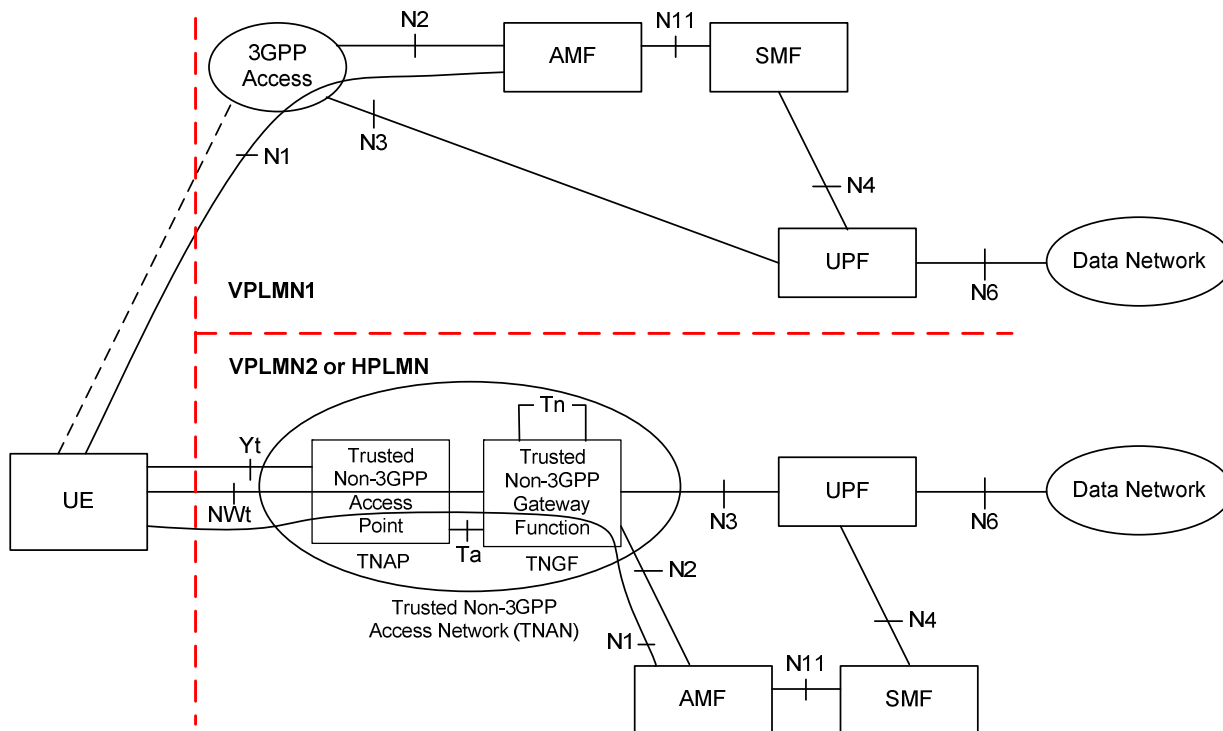 N2
N11
3GPP
Access
AMF
SMF
N3
N1
N4
UPF
N6
Data Network
VPLMN1
VPLMN2 or HPLMN
Tn
Yt
Trusted
Non-3GPP
Access
Point
Trusted
Non-3GPP
Gateway
Function
UE
NWt
Ta
TNAP
TNGF
N3
UPF
N6
Data Network
N2
Trusted Non-3GPP
Access Network (TNAN)
N1
N4
N11
AMF
SMF